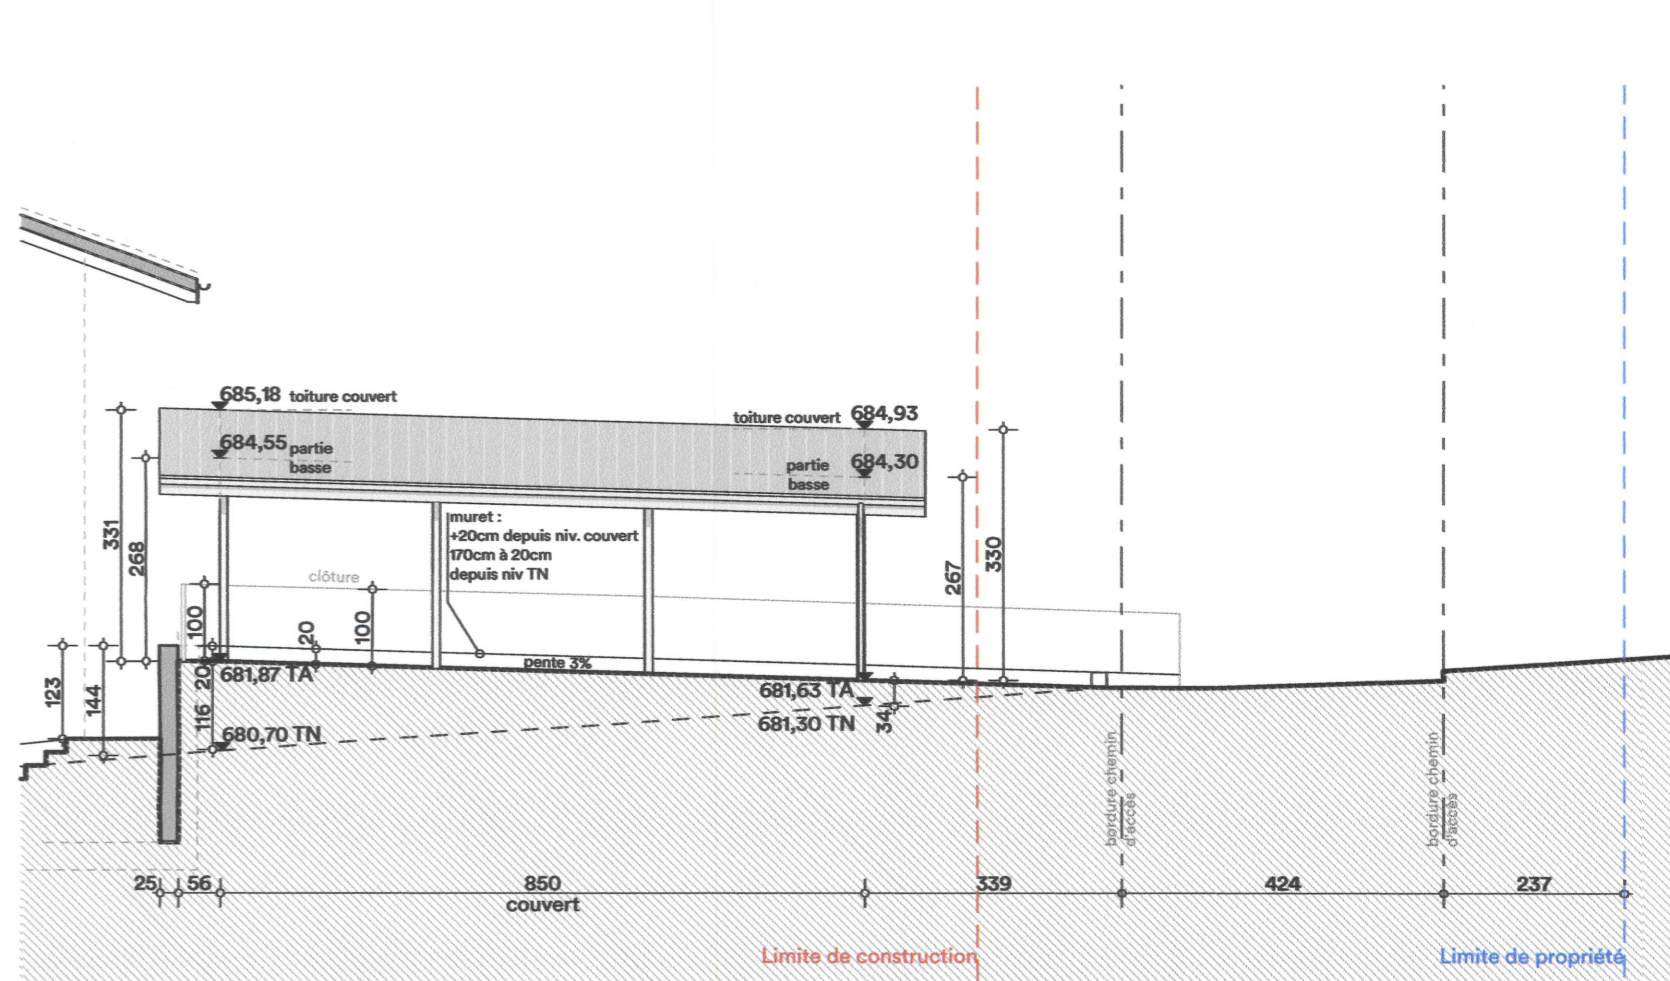 685,18 toiture couvert
toiture couvert 684,93
684,55 partie
basse
partie 684,30
basse
muret :
+20cm depuis niv. couvert
170cm à 20cm
depuis niv TN
331
268
267
330
clôture
100
20
100
pente 3%
123
144
20
116
681,87 TA
680,70 TN
681,63 TA
681,30 TN
34
bordure chemin
d'accès
bordure chemin
d'accès
25
56
850
couvert
339
424
237
Limite de construction
Limite de propriété